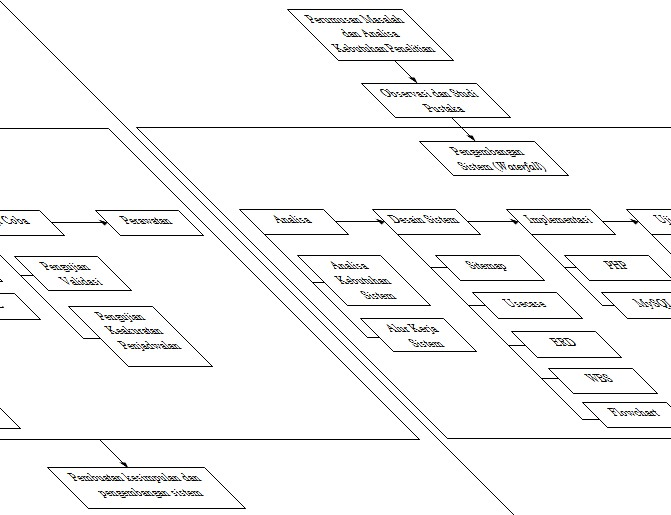 Perumusan Masalah
dan Analisa
Kebutuhan Penelitian
Observasi dan Studi
Pustaka
Pengembangan
Sistem (Waterfall)
Analisa
Desain Sistem
Implementasi
Uji
Analisa
Kebutuhan
Sistem
Alur Kerja
Sistem
Sitemap
Usecase
ERD
WBS
Flowchart
PHP
MySQL
Coba
Perawatan
Pengujian
Validasi
Pengujian
Keakuratan
Penjadwalan
Pembuatan kesimpulan dan
pengembangan sistem